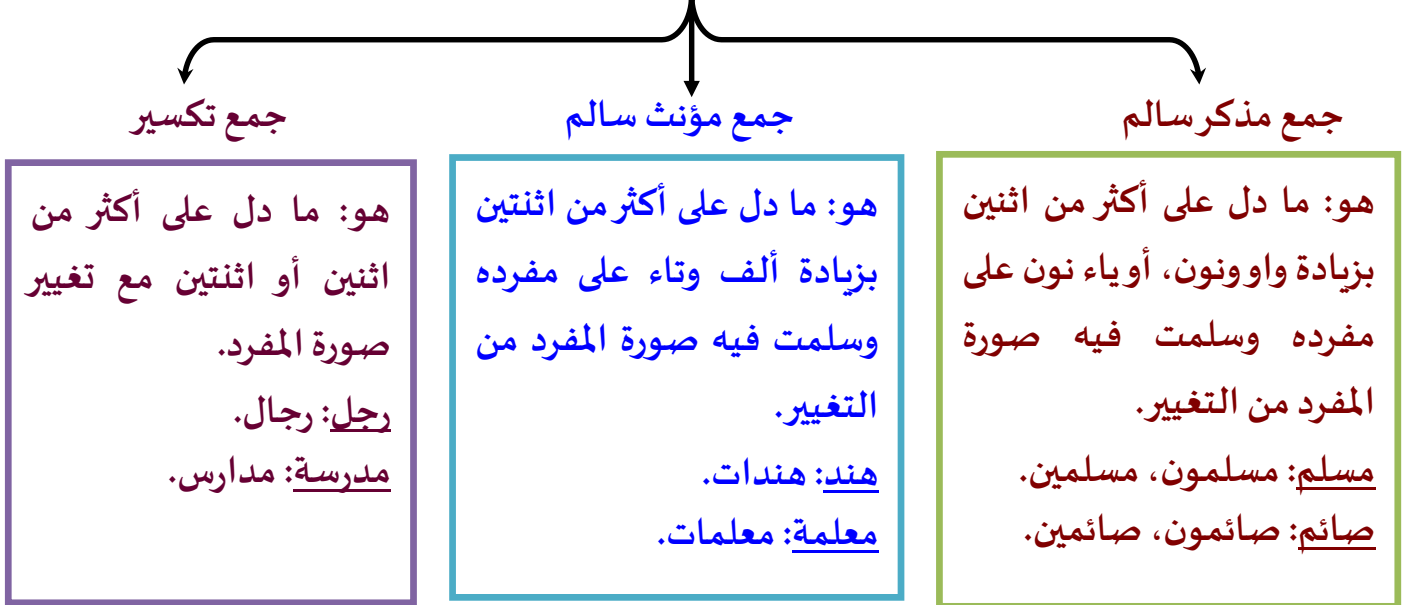 جمع مذكر سالم
هو: ما دل على أكثر من اثنين
بزيادة واو ونون، أو ياء نون على
مفرده وسلمت فيه صورة
المفرد من التغيير.
مسلم: مسلمون، مسلمين.
صائم: صائمون، صائمين.
جمع مؤنث سالم
هو: ما دل على أكثر من اثنتين
بزيادة ألف وتاء على مفرده
وسلمت فيه صورة المفرد من
التغيير.
هند: هندات.
معلمة: معلمات.
جمع تكسير
هو: ما دل على أكثر من
اثنين أو اثنتين مع تغيير
صورة المفرد.
رجل: رجال.
مدرسة: مدارس.